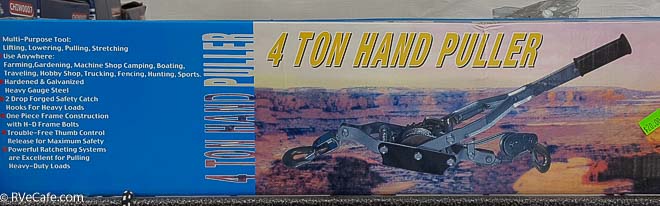 CHIW0007
Multi-Purpose Tool:
Lifting, Lowering, Pulling, Stretching
Use Anywhere:
Farming,Gardening, Machine Shop Camping, Boating,
Traveling, Hobby Shop, Trucking, Fencing, Hunting, Sports.
Hardened & Galvanized
Heavy Gauge Steel
2 Drop Forged Safety Catch
Hooks For Heavy Loads
One Piece Frame Construction
with H-D Frame Bolts
Trouble-Free Thumb Control
Release for Maximum Safety
Powerful Ratcheting Systems
are Excellent for Pulling
Heavy-Duty Loads
4 TON HAND PULLER
4 TON HAND PULLER
© RVeCafe.com